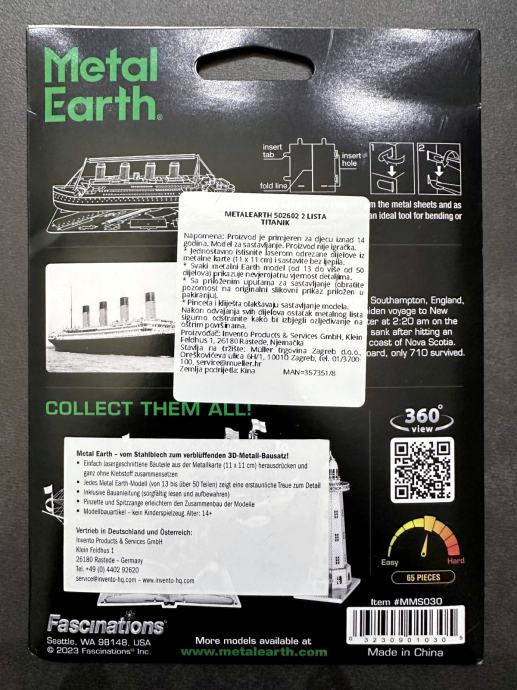 Metal
Earth®
insert
tab
insert
hole
fold line
1
2
m the metal sheets and as
an ideal tool for bending or
METALEARTH 502602 2 LISTA
TITANIK
Napomena: Proizvod je primjeren za djecu iznad 14
godina. Model za sastavljanje. Proizvod nije igračka.
* Jednostavno istisnite laserom odrezane dijelove iz
metalne karte (11 x 11 cm) i sastavite bez ljepila.
* Svaki metalni Earth model (od 13 do više od 50
dijelova) prikazuje nevjerojatnu vjernost detaljima.
* Sa priloženim uputama za sastavljanje (obratite
pozornost na originalni slikovni prikaz priložen u
pakiranju).
* Pinceta i kliješta olakšavaju sastavljanje modela.
Nakon odvajanja svih dijelova ostatak metalnog lista
sigurno odstranite kako bi izbjegli ozljeđivanje na
oštrim površinama.
Proizvođač: Invento Products & Services GmbH, Klein
Feldhus 1, 26180 Rastede, Njemačka
Stavlja na tržište: Müller trgovina Zagreb d.o.o.,
Oreškovićeva ulica 6H/1, 10010 Zagreb, tel. 01/3700-
100, service@mueller.hr
Zemlja podrijetla: Kina MAN=357351/8
Southampton, England,
iden voyage to New
ter at 2:20 am on the
sank after hitting an
coast of Nova Scotia.
oard, only 710 survived.
COLLECT THEM ALL!
360°
view
Metal Earth – vom Stahlblech zum verblüffenden 3D-Metall-Bausatz!
• Einfach lasergeschnittene Bauteile aus der Metallkarte (11 x 11 cm) herausdrücken und
ganz ohne Klebstoff zusammensetzen
• Jedes Metal Earth-Model (von 13 bis über 50 Teilen) zeigt eine erstaunliche Treue zum Detail
• Inklusive Bauanleitung (sorgfältig lesen und aufbewahren)
• Pinzette und Spitzzange erleichtern den Zusammenbau der Modelle
• Modellbauartikel - kein Kinderspielzeug. Alter: 14+
Vertrieb in Deutschland und Österreich:
Invento Products & Services GmbH
Klein Feldhus 1
26180 Rastede – Germany
Tel. +49 (0) 4402 92620
service@invento-hq.com – www.invento-hq.com
Easy
Hard
65 PIECES
Item #MMS030
0 32309 01030 5
Fascinations®
Seattle, WA 98148, USA
© 2023 Fascinations® Inc.
More models available at
www.metalearth.com
Made in China